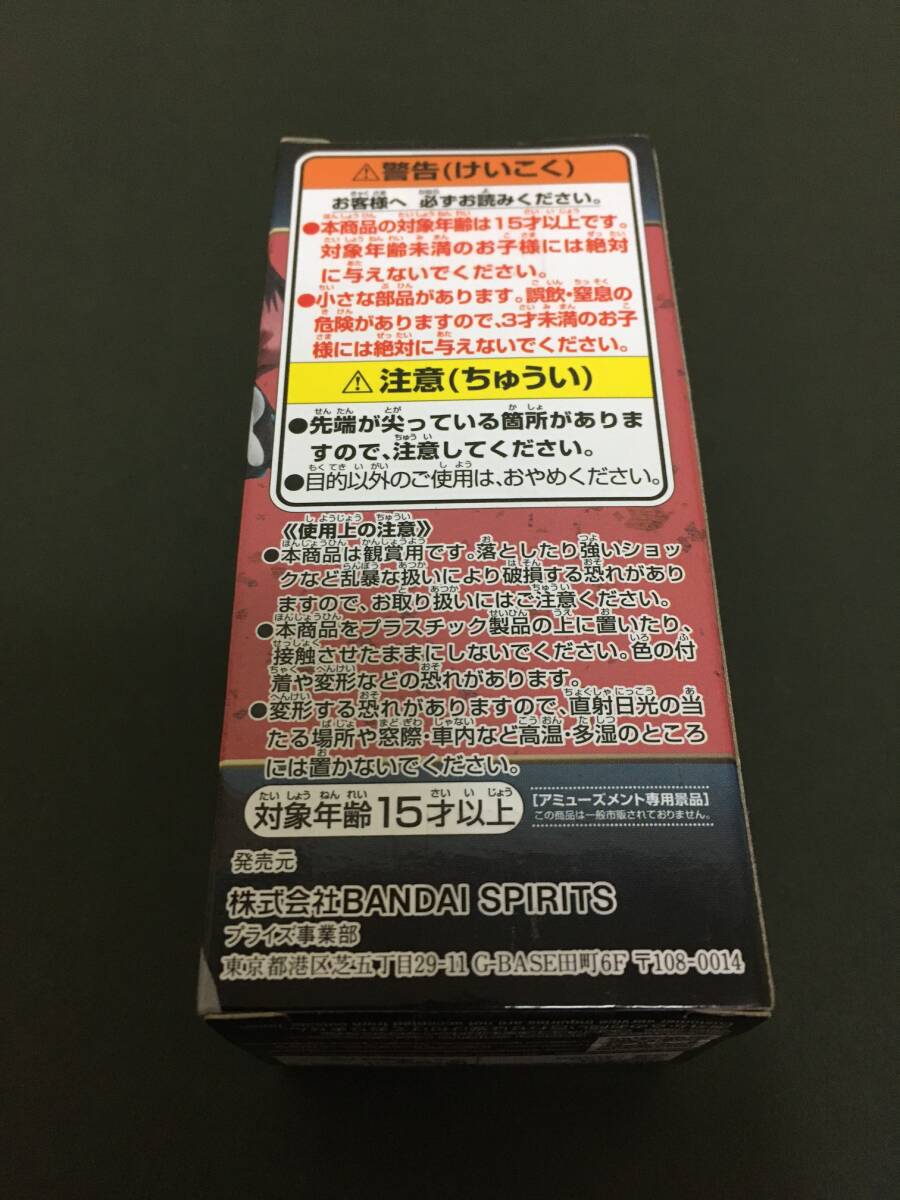 ⚠警告(けいこく)
お客様へ 必ずお読みください。
●本商品の対象年齢は15才以上です。
対象年齢未満のお子様には絶対
に与えないでください。
●小さな部品があります。誤飲・窒息の
危険がありますので、3才未満のお子
様には絶対に与えないでください。
⚠注意(ちゅうい)
●先端が尖っている箇所がありま
すので、注意してください。
●目的以外のご使用は、おやめください。
《使用上の注意》
●本商品は観賞用です。落としたり強いショッ
クなど乱暴な扱いにより破損する恐れがあり
ますので、お取り扱いにはご注意ください。
●本商品をプラスチック製品の上に置いたり、
接触させたままにしないでください。色の付
着や変形などの恐れがあります。
●変形する恐れがありますので、直射日光の当
たる場所や窓際・車内など高温・多湿のところ
には置かないでください。
対象年齢15才以上
[アミューズメント専用景品]
この商品は一般市販されておりません。
発売元
株式会社BANDAI SPIRITS
プライズ事業部
東京都港区芝五丁目29-11 G-BASE田町6F 〒108-0014